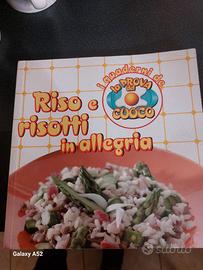 i quaderni de
la PROVA
del
CUOCO
Riso e
risotti
in allegria
subito
Galaxy A52